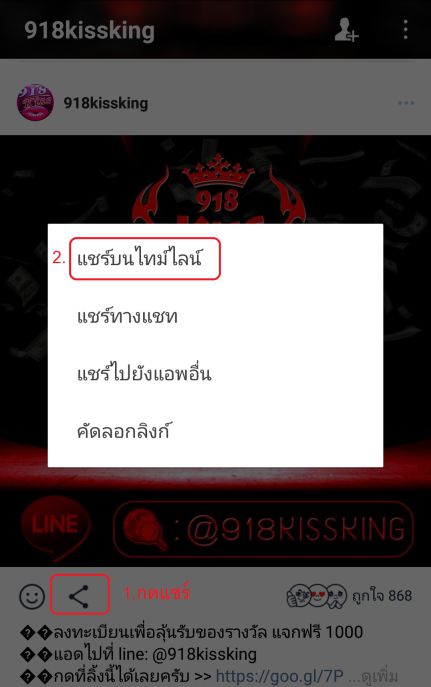 918kissking
918kissking
918
2. แชร์บนไทม์ไลน์
แชร์ทางแชท
แชร์ไปยังแอพอื่น
คัดลอกลิงก์
LINE
:@918KISSKING
1.กดแชร์
ถูกใจ 868
��ลงทะเบียนเพื่อลุ้นรับของรางวัล แจกฟรี 1000
��แอดไปที่ line: @918kissking
��กดที่ลิ้งนี้ได้เลยครับ >> https://goo.gl/7P ...ดูเพิ่ม